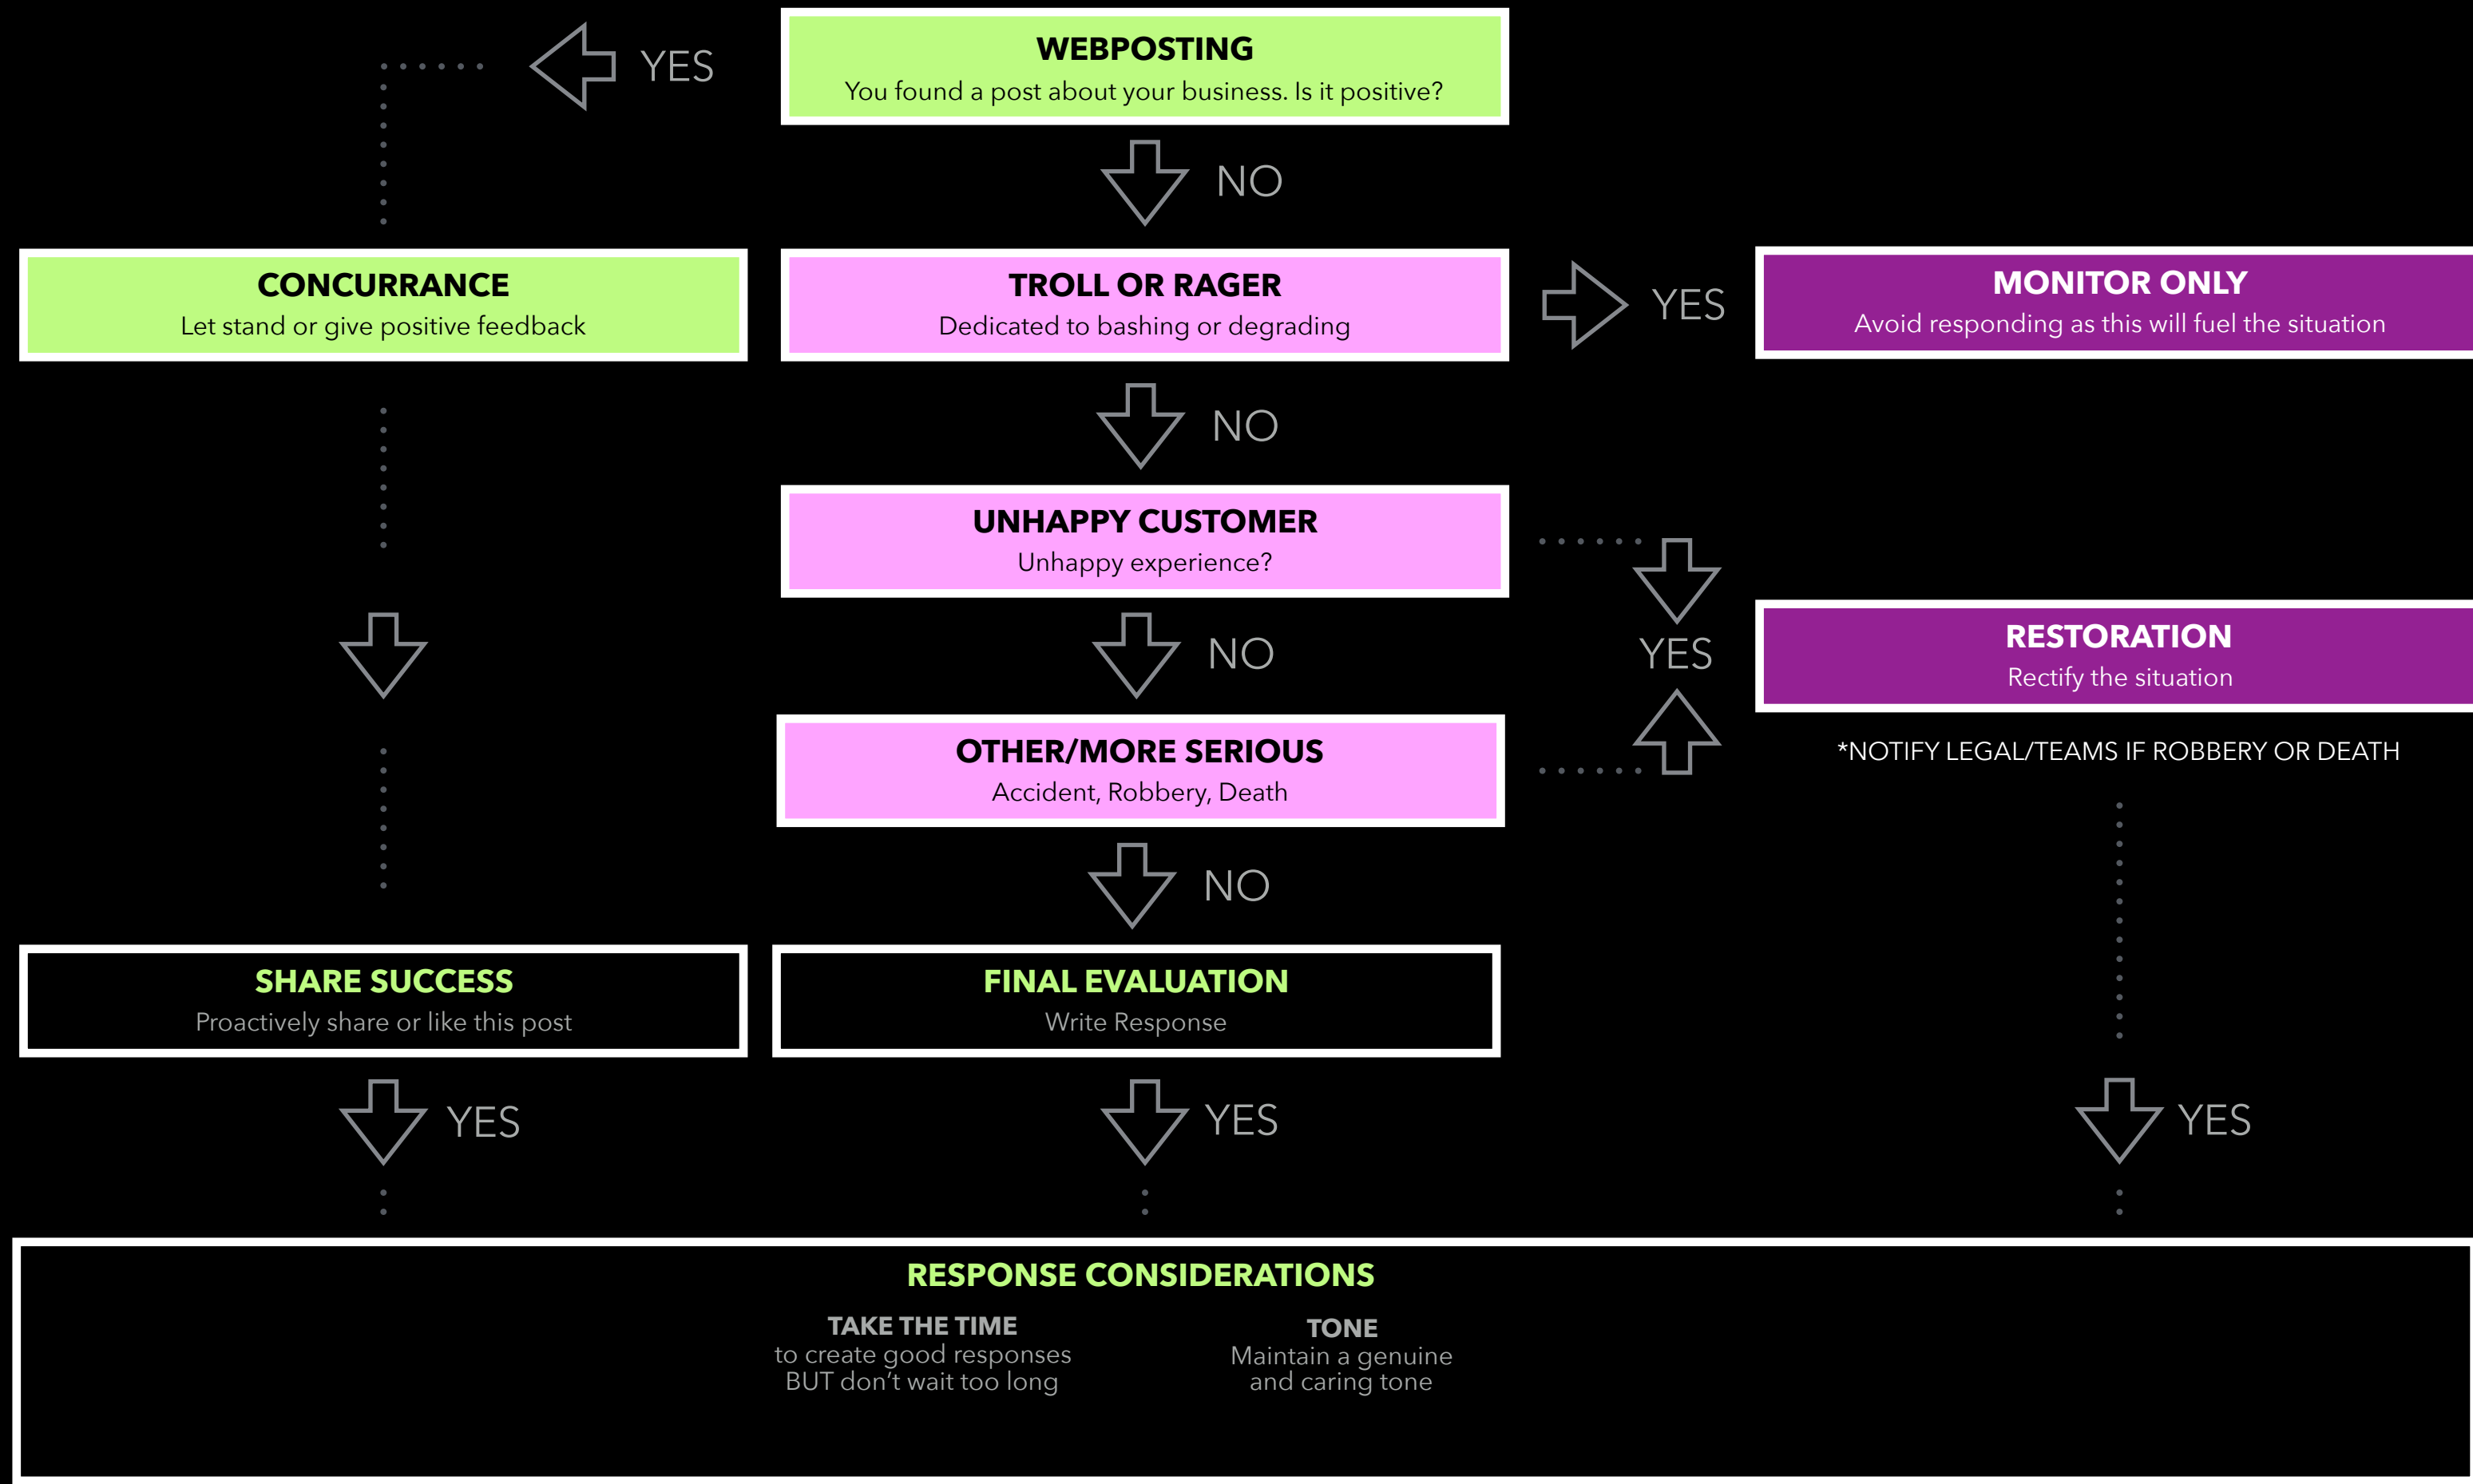 YES
WEBPOSTING
You found a post about your business. Is it positive?
NO
CONCURRANCE
Let stand or give positive feedback
TROLL OR RAGER
Dedicated to bashing or degrading
YES
MONITOR ONLY
Avoid responding as this will fuel the situation
NO
UNHAPPY CUSTOMER
Unhappy experience?
NO
YES
RESTORATION
Rectify the situation
OTHER/MORE SERIOUS
Accident, Robbery, Death
*NOTIFY LEGAL/TEAMS IF ROBBERY OR DEATH
NO
SHARE SUCCESS
Proactively share or like this post
FINAL EVALUATION
Write Response
YES
YES
YES
RESPONSE CONSIDERATIONS
TAKE THE TIME
to create good responses
BUT don’t wait too long
TONE
Maintain a genuine
and caring tone